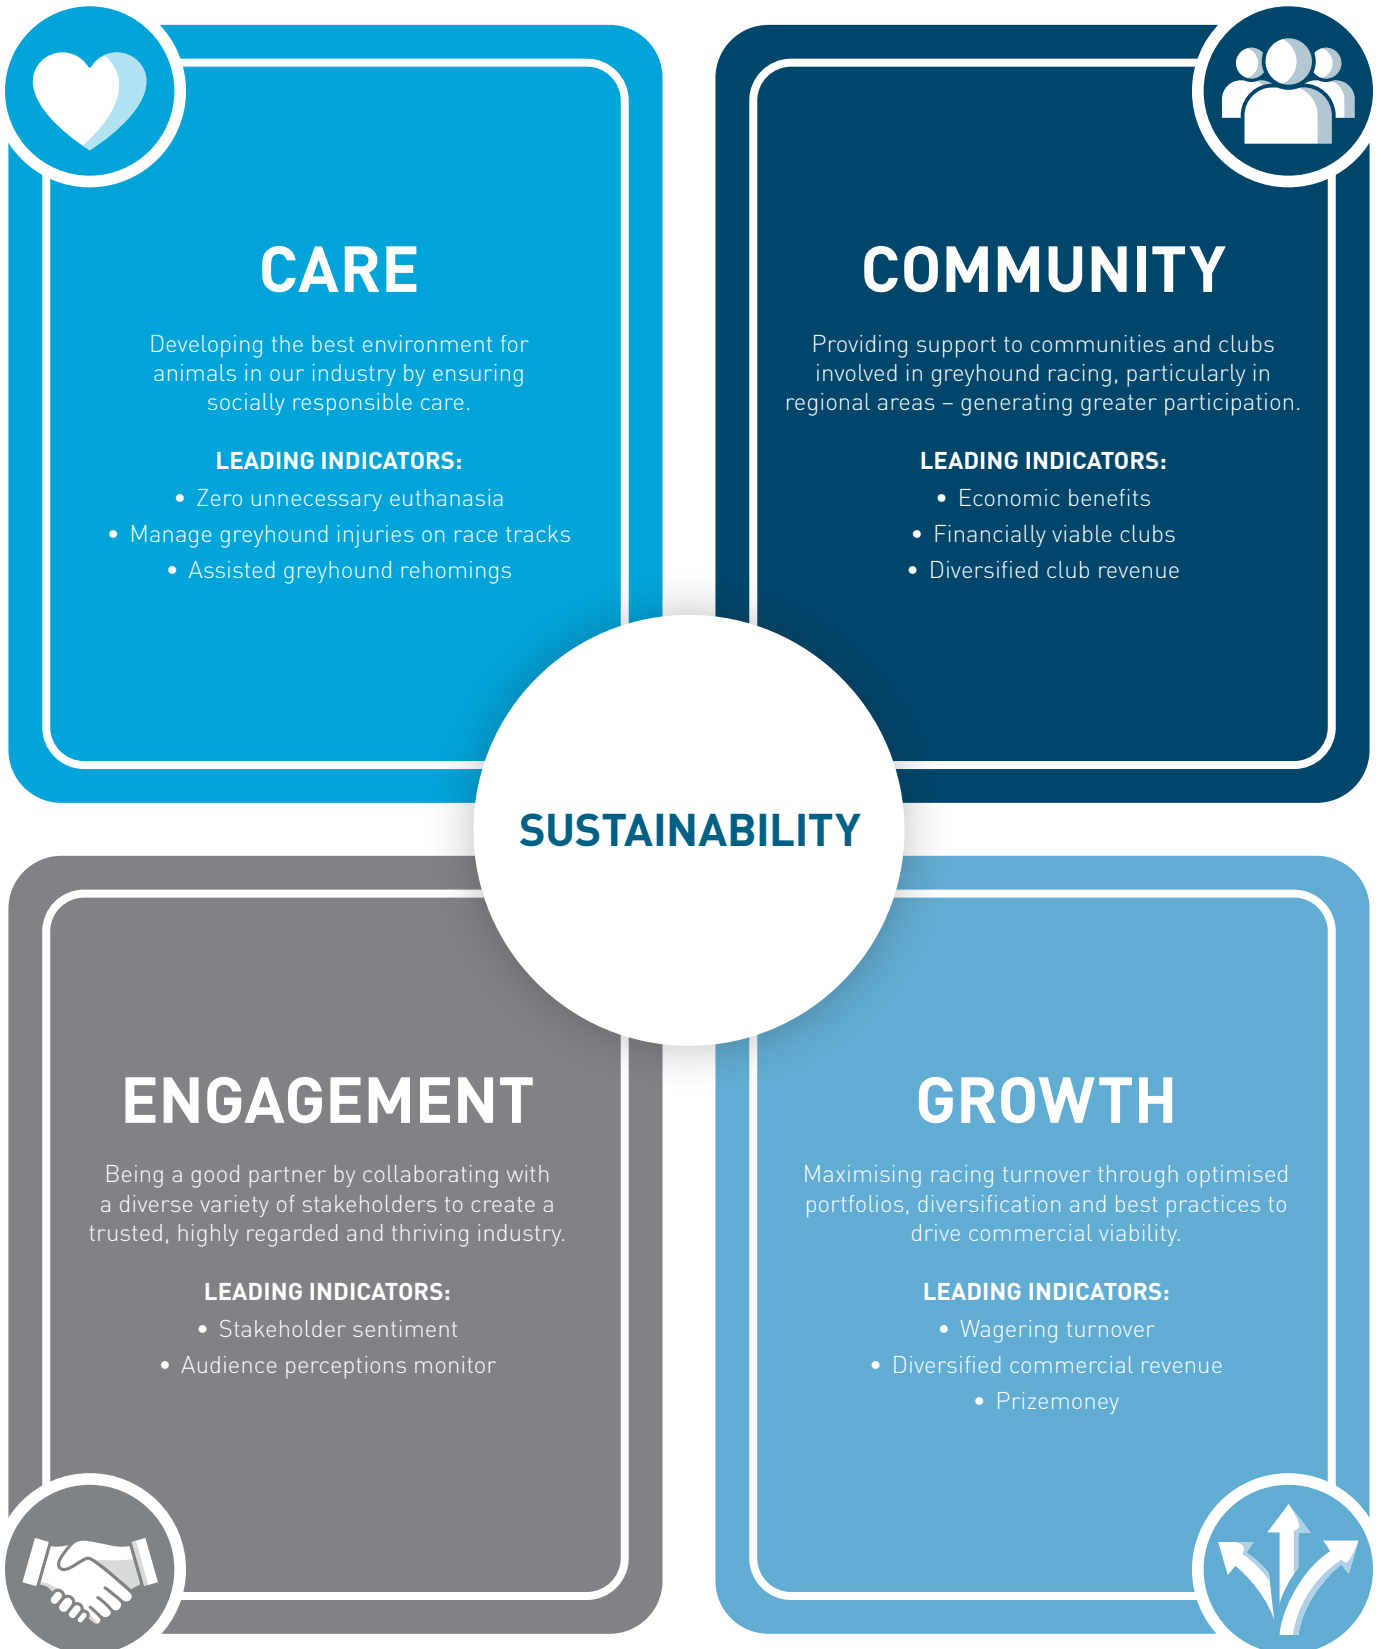 CARE
Developing the best environment for
animals in our industry by ensuring
socially responsible care.
LEADING INDICATORS:
• Zero unnecessary euthanasia
• Manage greyhound injuries on race tracks
• Assisted greyhound rehomings
COMMUNITY
Providing support to communities and clubs
involved in greyhound racing, particularly in
regional areas – generating greater participation.
LEADING INDICATORS:
• Economic benefits
• Financially viable clubs
• Diversified club revenue
SUSTAINABILITY
ENGAGEMENT
Being a good partner by collaborating with
a diverse variety of stakeholders to create a
trusted, highly regarded and thriving industry.
LEADING INDICATORS:
• Stakeholder sentiment
• Audience perceptions monitor
GROWTH
Maximising racing turnover through optimised
portfolios, diversification and best practices to
drive commercial viability.
LEADING INDICATORS:
• Wagering turnover
• Diversified commercial revenue
• Prizemoney